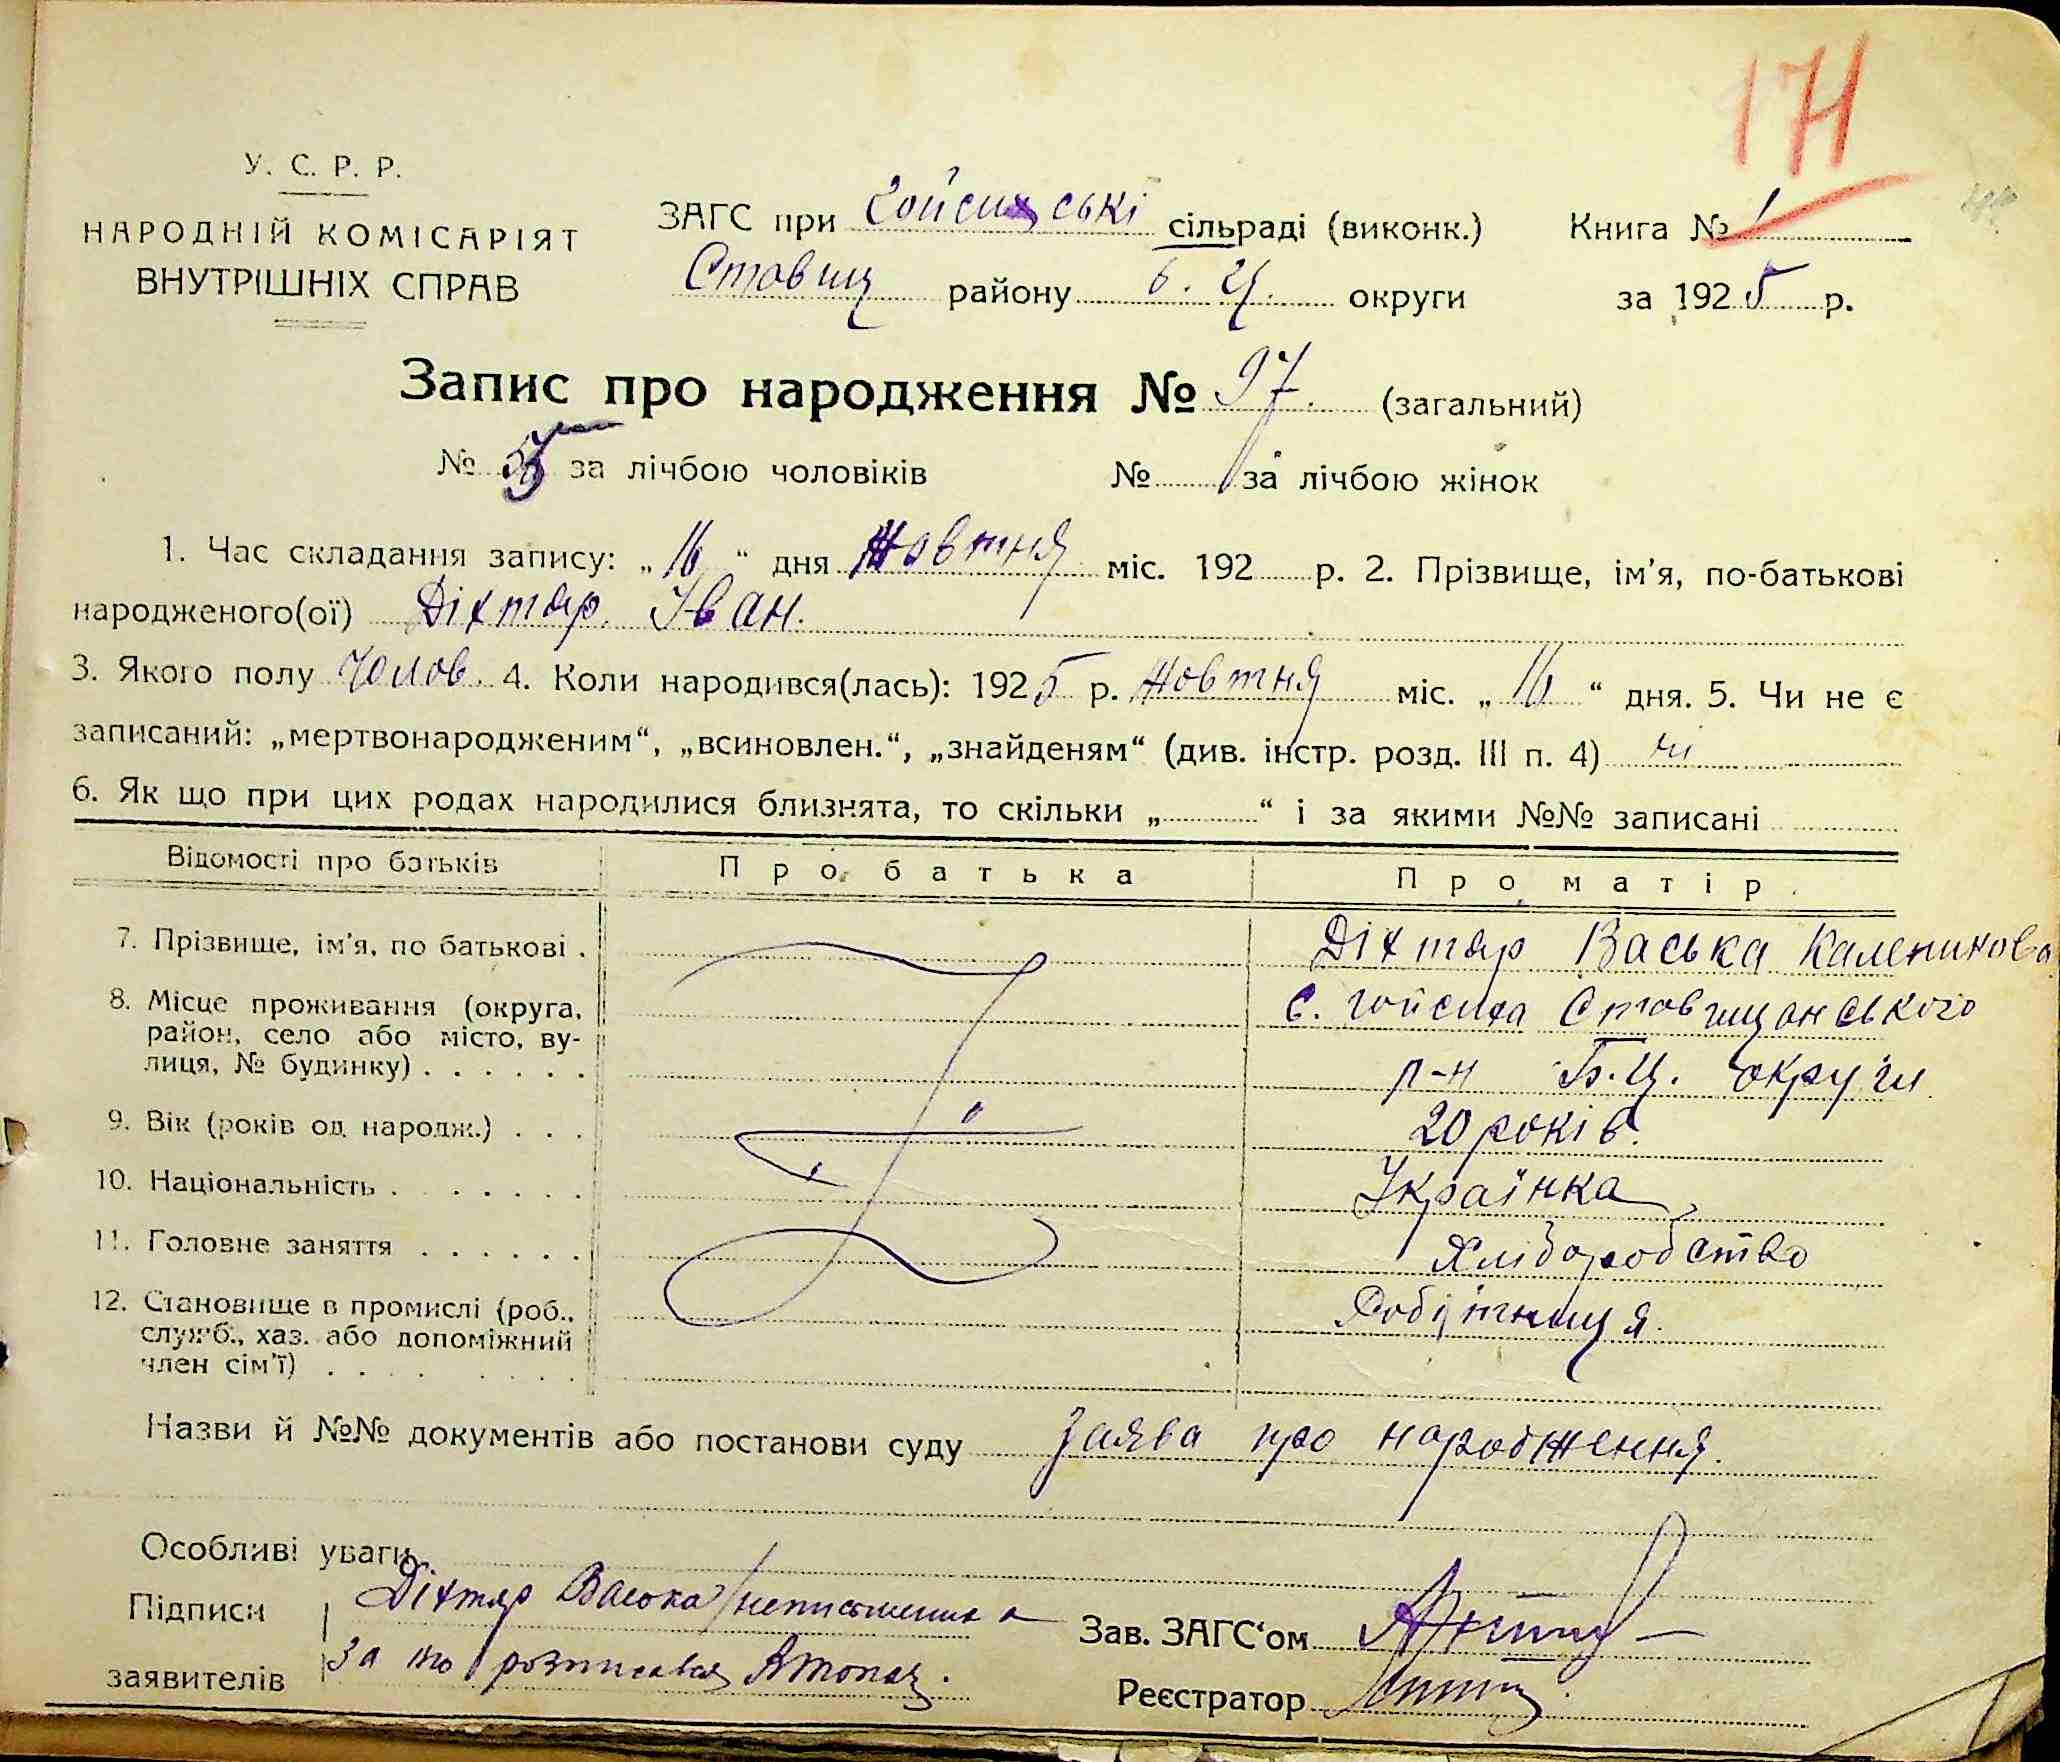 171
У. С. Р. Р.
НАРОДНІЙ КОМІСАРІЯТ
ВНУТРІШНІХ СПРАВ
ЗАГС при сільраді (виконк.) Книга № 1
Ставищ району б. ц. округи за 1925 р.
Запис про народження № 97. (загальний)
№ за лічбою чоловіків № за лічбою жінок
1. Час складання запису: „16“ дня Жовтня міс. 192 р. 2. Прізвище, ім'я, по-батькові
народженого(ої) Діхтяр. Іван.
3. Якого полу Чолов. 4. Коли народився(лась): 1925 р. Жовтня міс. „16“ дня. 5. Чи не є
записаний: „мертвонародженим“, „всиновлен.“, „знайденям“ (див. інстр. розд. III п. 4) ні
6. Як що при цих родах народилися близнята, то скільки „ “ і за якими №№ записані
Відомості про батьків Про батька Про матір
7. Прізвище, ім'я, по батькові . Діхтяр Васька Каленикова
8. Місце проживання (округа, с. Гойсиха Ставищанського
район, село або місто, ву-
лиця, № будинку) . . . . . . р-н Б.Ц. округи
9. Вік (років од народж.) . . . 20 років.
10. Національність . . . . . . . Українка
11. Головне заняття . . . . . . Хліборобство
12. Становище в промислі (роб., Робітниця.
служб., хаз. або допоміжний
член сім'ї) . . . . . . . .
Назви й №№ документів або постанови суду Заява про народження.
Особливі уваги
Підписи Діхтяр Васька /неписьменна Зав. ЗАГС‘ом
заявителів За розписався Реєстратор